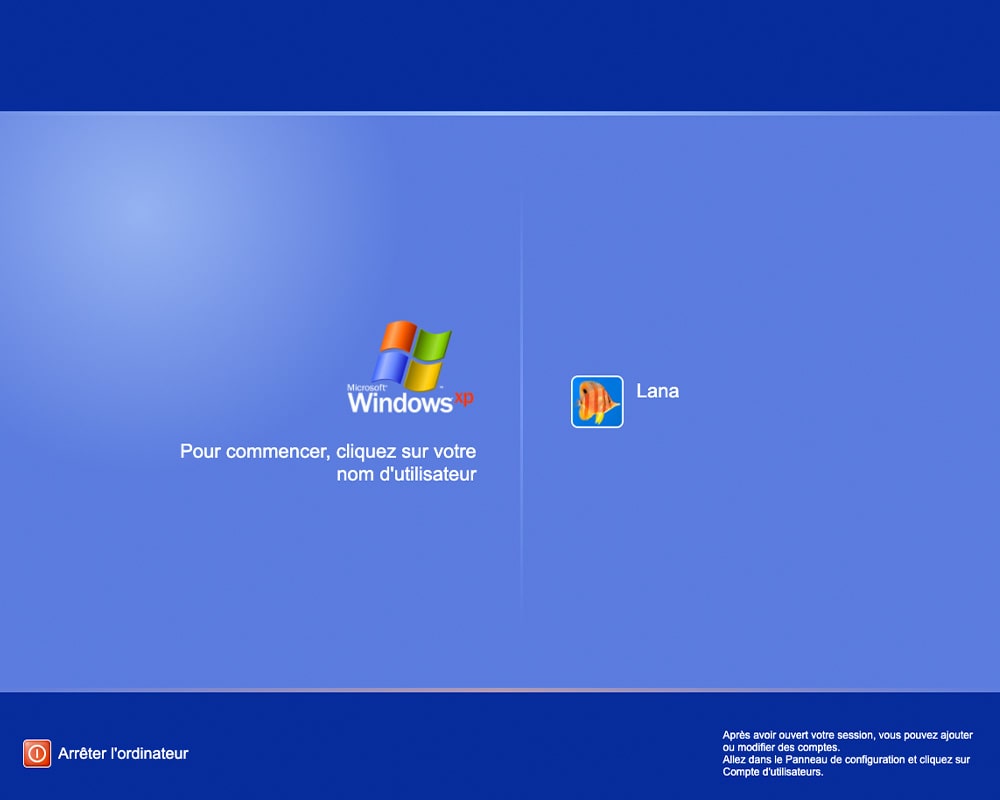 Microsoft
Windows xp
Pour commencer, cliquez sur votre
nom d'utilisateur
Lana
Arrêter l'ordinateur
Après avoir ouvert votre session, vous pouvez ajouter
ou modifier des comptes.
Allez dans le Panneau de configuration et cliquez sur
Compte d'utilisateurs.